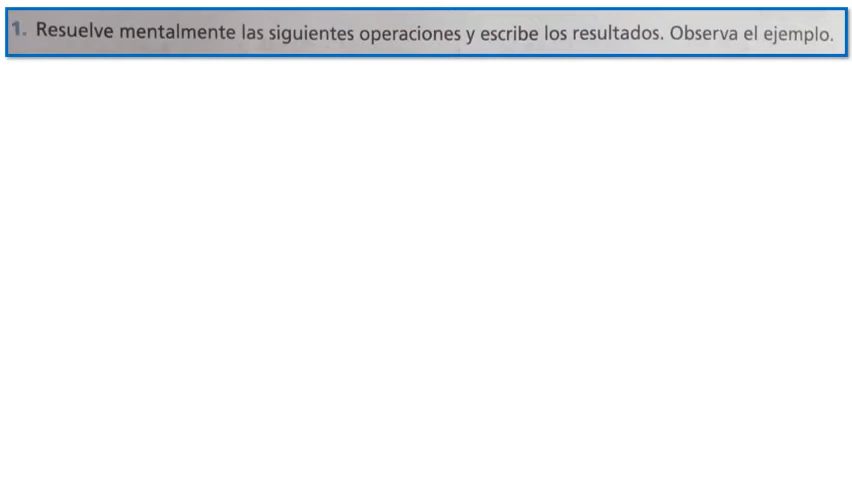 1. Resuelve mentalmente las siguientes operaciones y escribe los resultados. Observa el ejemplo.